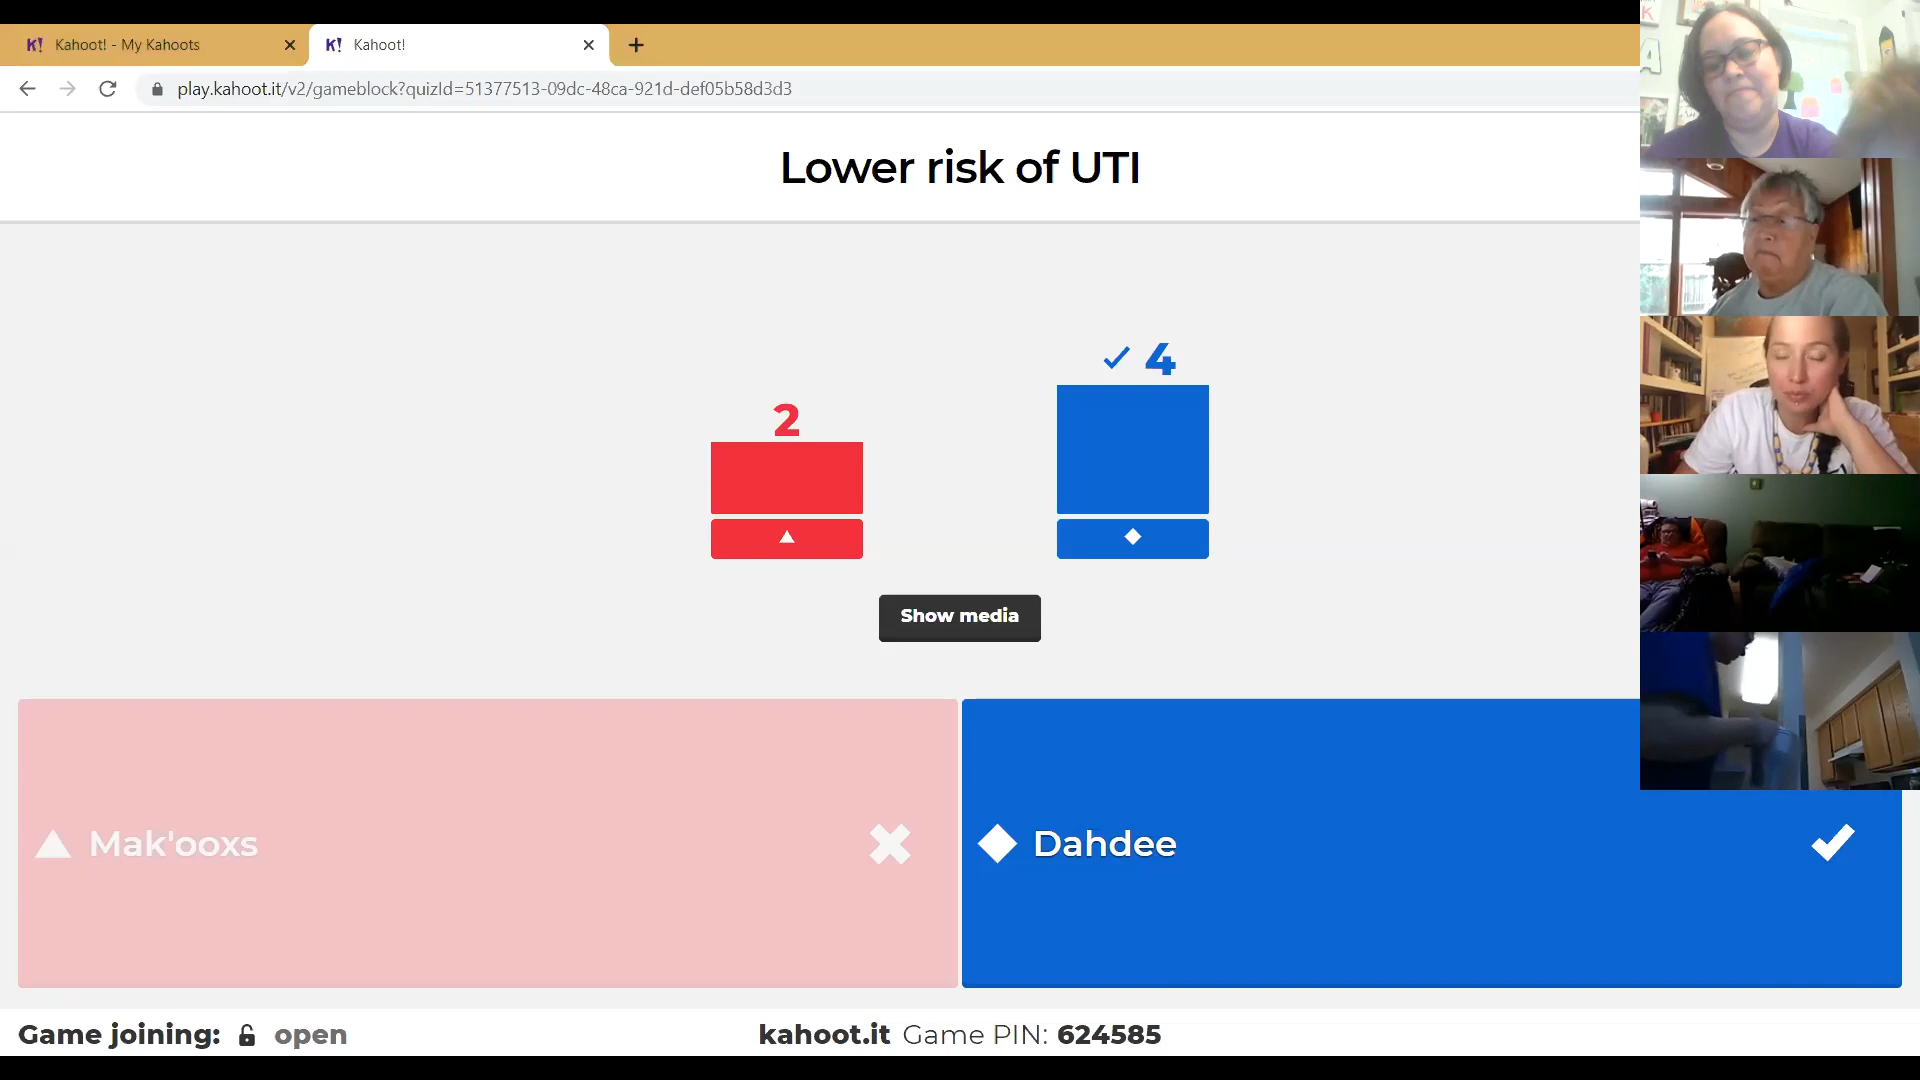 Kahoot! - My Kahoots
Kahoot!
play.kahoot.it/v2/gameblock?quizId=51377513-09dc-48ca-921d-def05b58d3d3
Lower risk of UTI
2
4
Show media
Mak'ooxs
Dahdee
Game joining: open
kahoot.it Game PIN: 624585